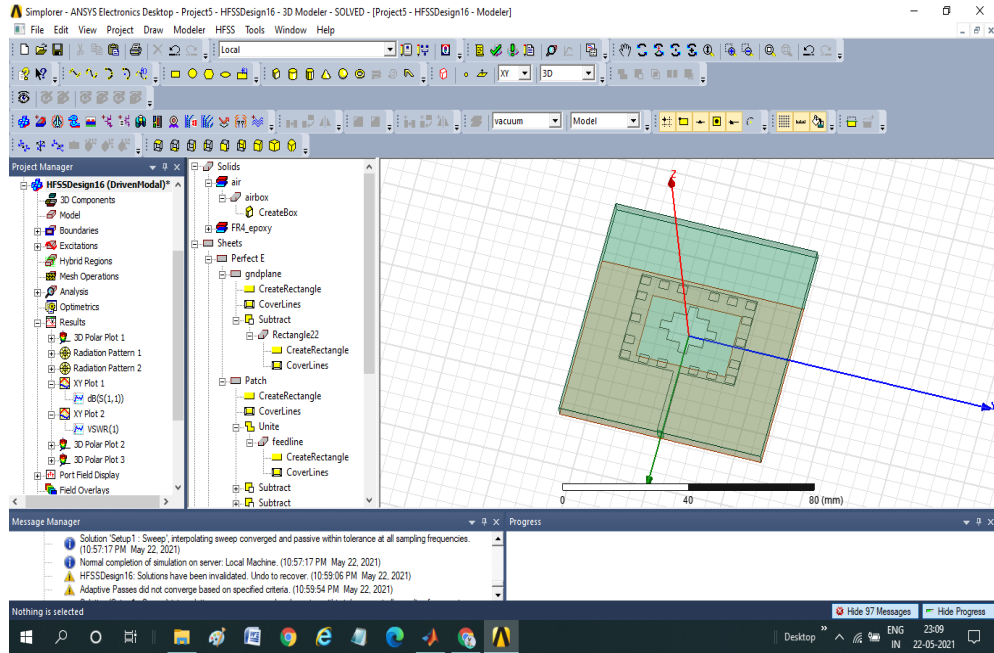 Simplorer - ANSYS Electronics Desktop - Project5 - HFSSDesign16 - 3D Modeler - SOLVED - [Project5 - HFSSDesign16 - Modeler]
File Edit View Project Draw Modeler HFSS Tools Window Help
Local
XY 3D
vacuum Model
Project Manager
HFSSDesign16 (DrivenModal)*
3D Components
Model
Boundaries
Excitations
Hybrid Regions
Mesh Operations
Analysis
Optimetrics
Results
3D Polar Plot 1
Radiation Pattern 1
Radiation Pattern 2
XY Plot 1
dB(S(1,1))
XY Plot 2
VSWR(1)
3D Polar Plot 2
3D Polar Plot 3
Port Field Display
Field Overlays
Solids
air
airbox
CreateBox
FR4_epoxy
Sheets
Perfect E
gndplane
CreateRectangle
CoverLines
Subtract
Rectangle22
CreateRectangle
CoverLines
Patch
CreateRectangle
CoverLines
Unite
feedline
CreateRectangle
CoverLines
Subtract
Subtract
Z
0 40 80 (mm)
Message Manager
Solution 'Setup1 : Sweep', interpolating sweep converged and passive within tolerance at all sampling frequencies.
(10:57:17 PM May 22, 2021)
Normal completion of simulation on server: Local Machine. (10:57:17 PM May 22, 2021)
HFSSDesign16: Solutions have been invalidated. Undo to recover. (10:59:06 PM May 22, 2021)
Adaptive Passes did not converge based on specified criteria. (10:59:54 PM May 22, 2021)
Progress
Nothing is selected
Hide 97 Messages Hide Progress
Desktop
ENG
IN
23:09
22-05-2021